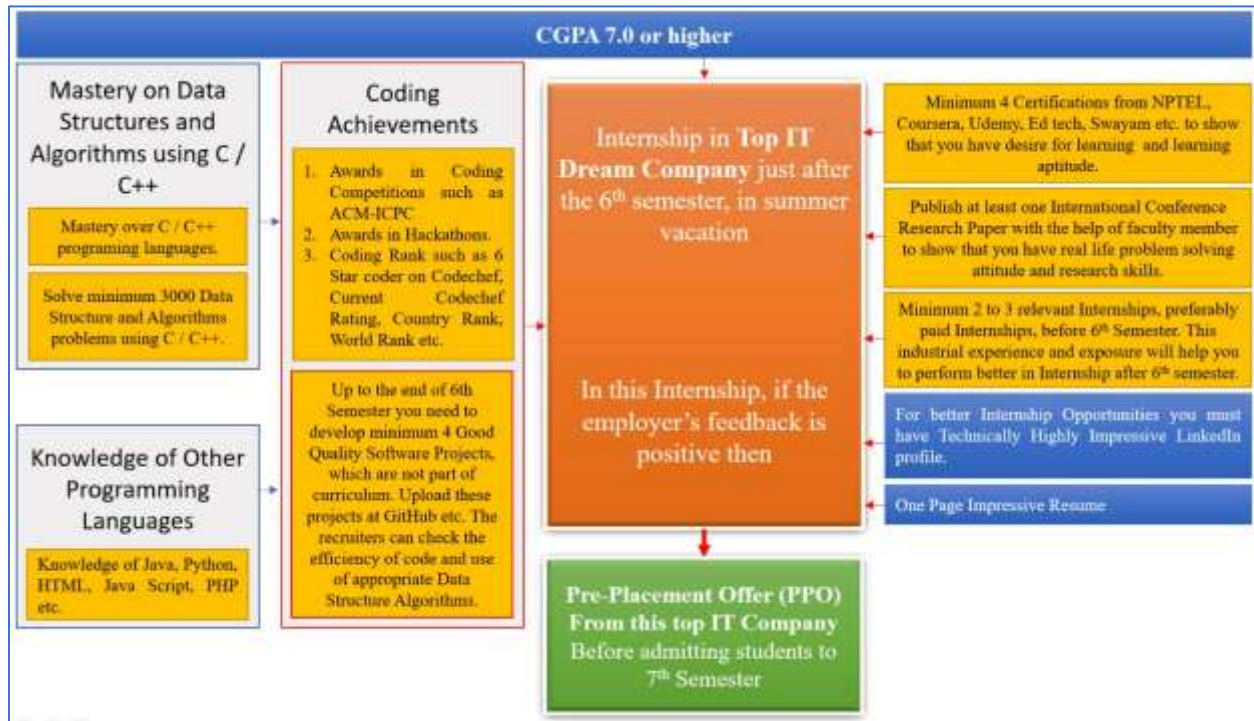 CGPA 7.0 or higher
Mastery on Data
Structures and
Algorithms using C /
C++
Mastery over C / C++
programing languages.
Solve minimum 3000 Data
Structure and Algorithms
problems using C / C++.
Knowledge of Other
Programming
Languages
Knowledge of Java, Python,
HTML, Java Script, PHP
etc.
Coding
Achievements
1. Awards in Coding
Competitions such as
ACM-ICPC
2. Awards in Hackathons.
3. Coding Rank such as 6
Star coder on Codechef,
Current Codechef
Rating, Country Rank,
World Rank etc.
Up to the end of 6th
Semester you need to
develop minimum 4 Good
Quality Software Projects,
which are not part of
curriculum. Upload these
projects at GitHub etc. The
recruiters can check the
efficiency of code and use
of appropriate Data
Structure Algorithms.
Internship in Top IT
Dream Company just after
the 6th semester, in summer
vacation
In this Internship, if the
employer's feedback is
positive then
Pre-Placement Offer (PPO)
From this top IT Company
Before admitting students to
7th Semester
Minimum 4 Certifications from NPTEL,
Coursera, Udemy, Ed tech, Swayam etc. to show
that you have desire for learning and learning
aptitude.
Publish at least one International Conference
Research Paper with the help of faculty member
to show that you have real life problem solving
attitude and research skills.
Minimum 2 to 3 relevant Internships, preferably
paid Internships, before 6th Semester. This
industrial experience and exposure will help you
to perform better in Internship after 6th semester.
For better Internship Opportunities you must
have Technically Highly Impressive LinkedIn
profile.
One Page Impressive Resume